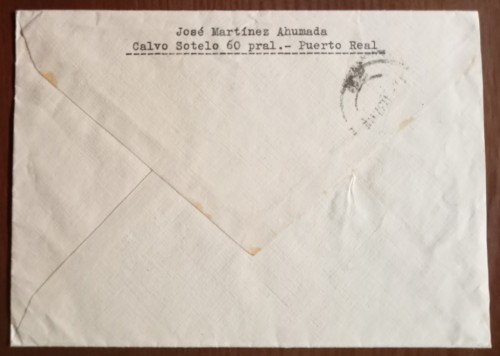 José Martínez Ahumada
Calvo Sotelo 60 pral.- Puerto Real